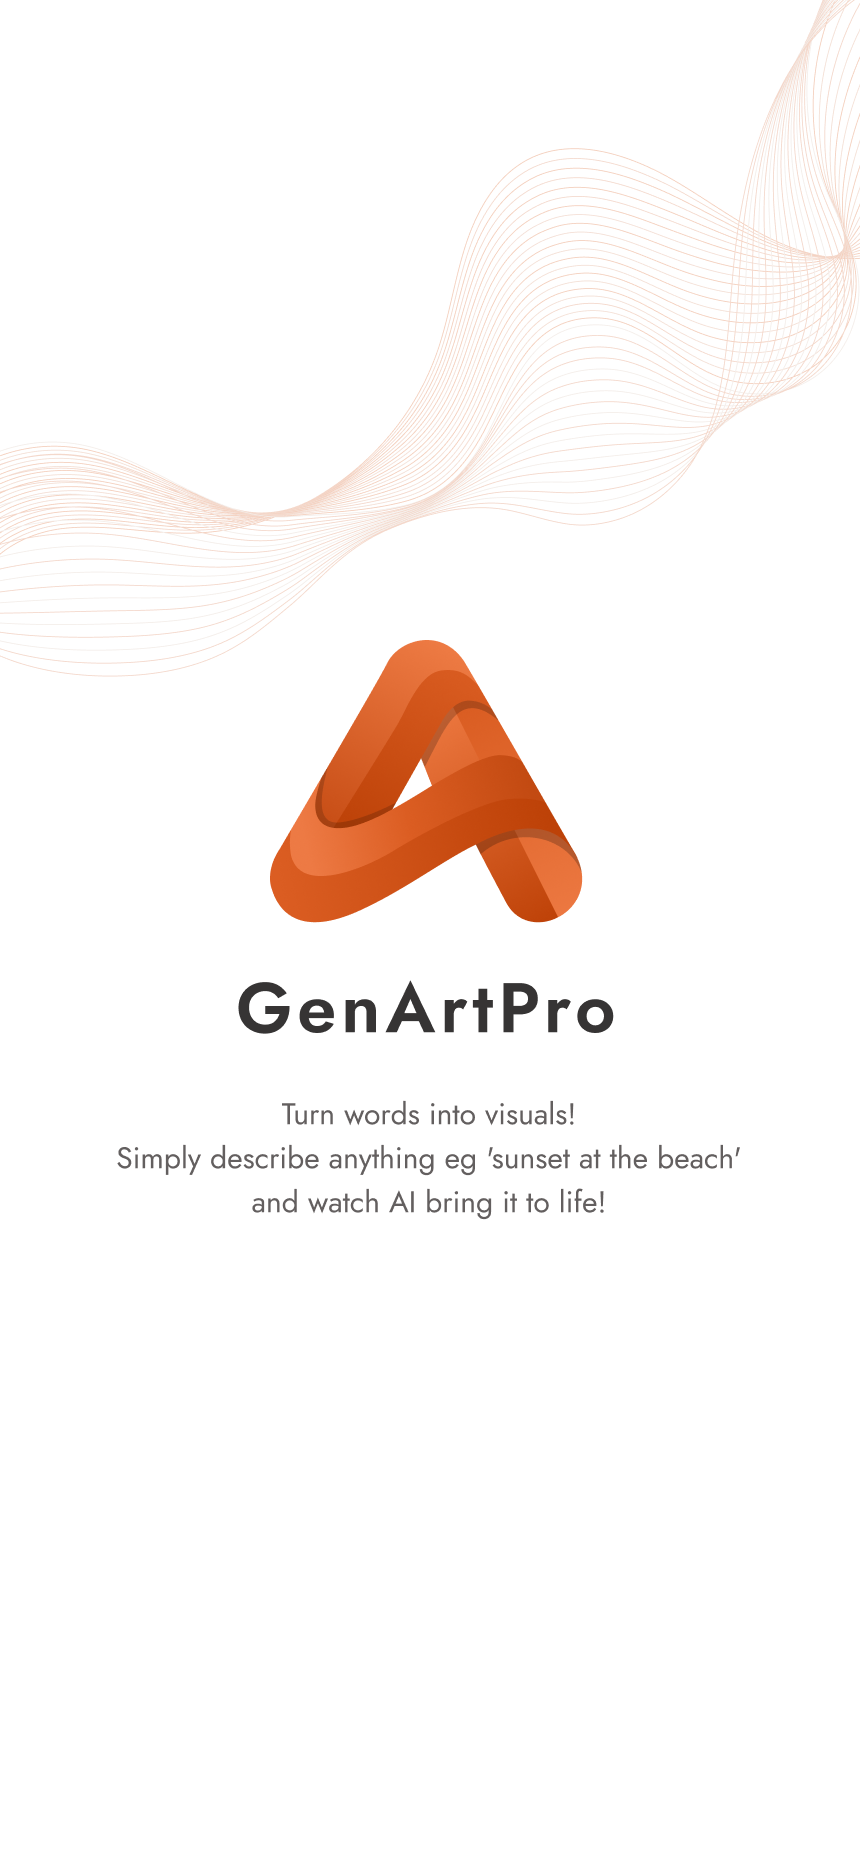 GenArtPro
Turn words into visuals!
Simply describe anything eg 'sunset at the beach'
and watch AI bring it to life!